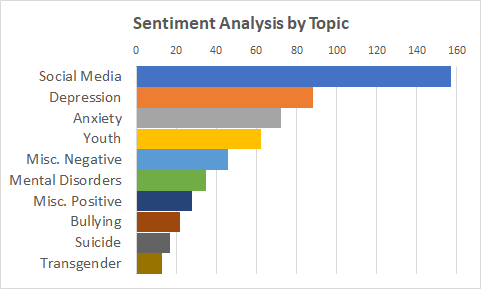 Sentiment Analysis by Topic
0 20 40 60 80 100 120 140 160
Social Media
Depression
Anxiety
Youth
Misc. Negative
Mental Disorders
Misc. Positive
Bullying
Suicide
Transgender